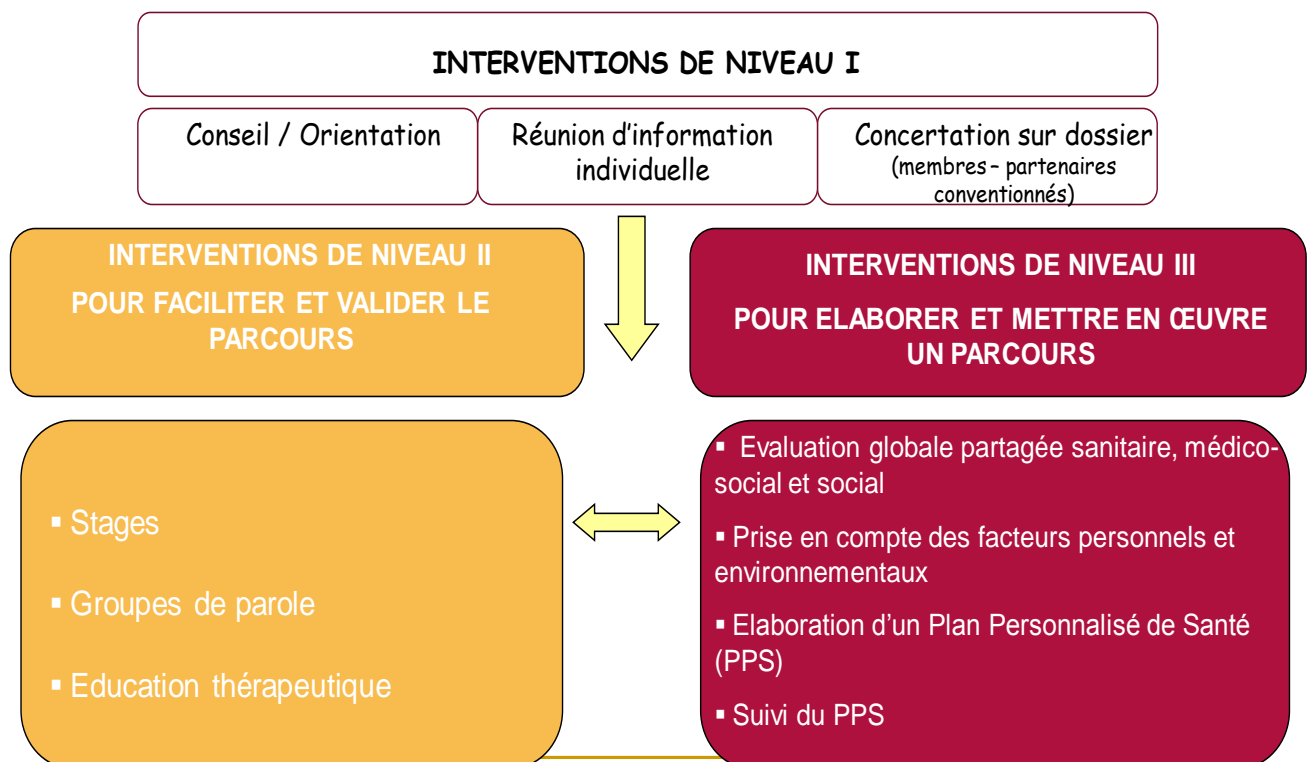 INTERVENTIONS DE NIVEAU I
Conseil / Orientation
Réunion d'information
individuelle
Concertation sur dossier
(membres – partenaires
conventionnés)
INTERVENTIONS DE NIVEAU II
POUR FACILITER ET VALIDER LE
PARCOURS
INTERVENTIONS DE NIVEAU III
POUR ELABORER ET METTRE EN ŒUVRE
UN PARCOURS
▪ Stages
▪ Groupes de parole
▪ Education thérapeutique
▪ Evaluation globale partagée sanitaire, médico-
social et social
▪ Prise en compte des facteurs personnels et
environnementaux
▪ Elaboration d'un Plan Personnalisé de Santé
(PPS)
▪ Suivi du PPS